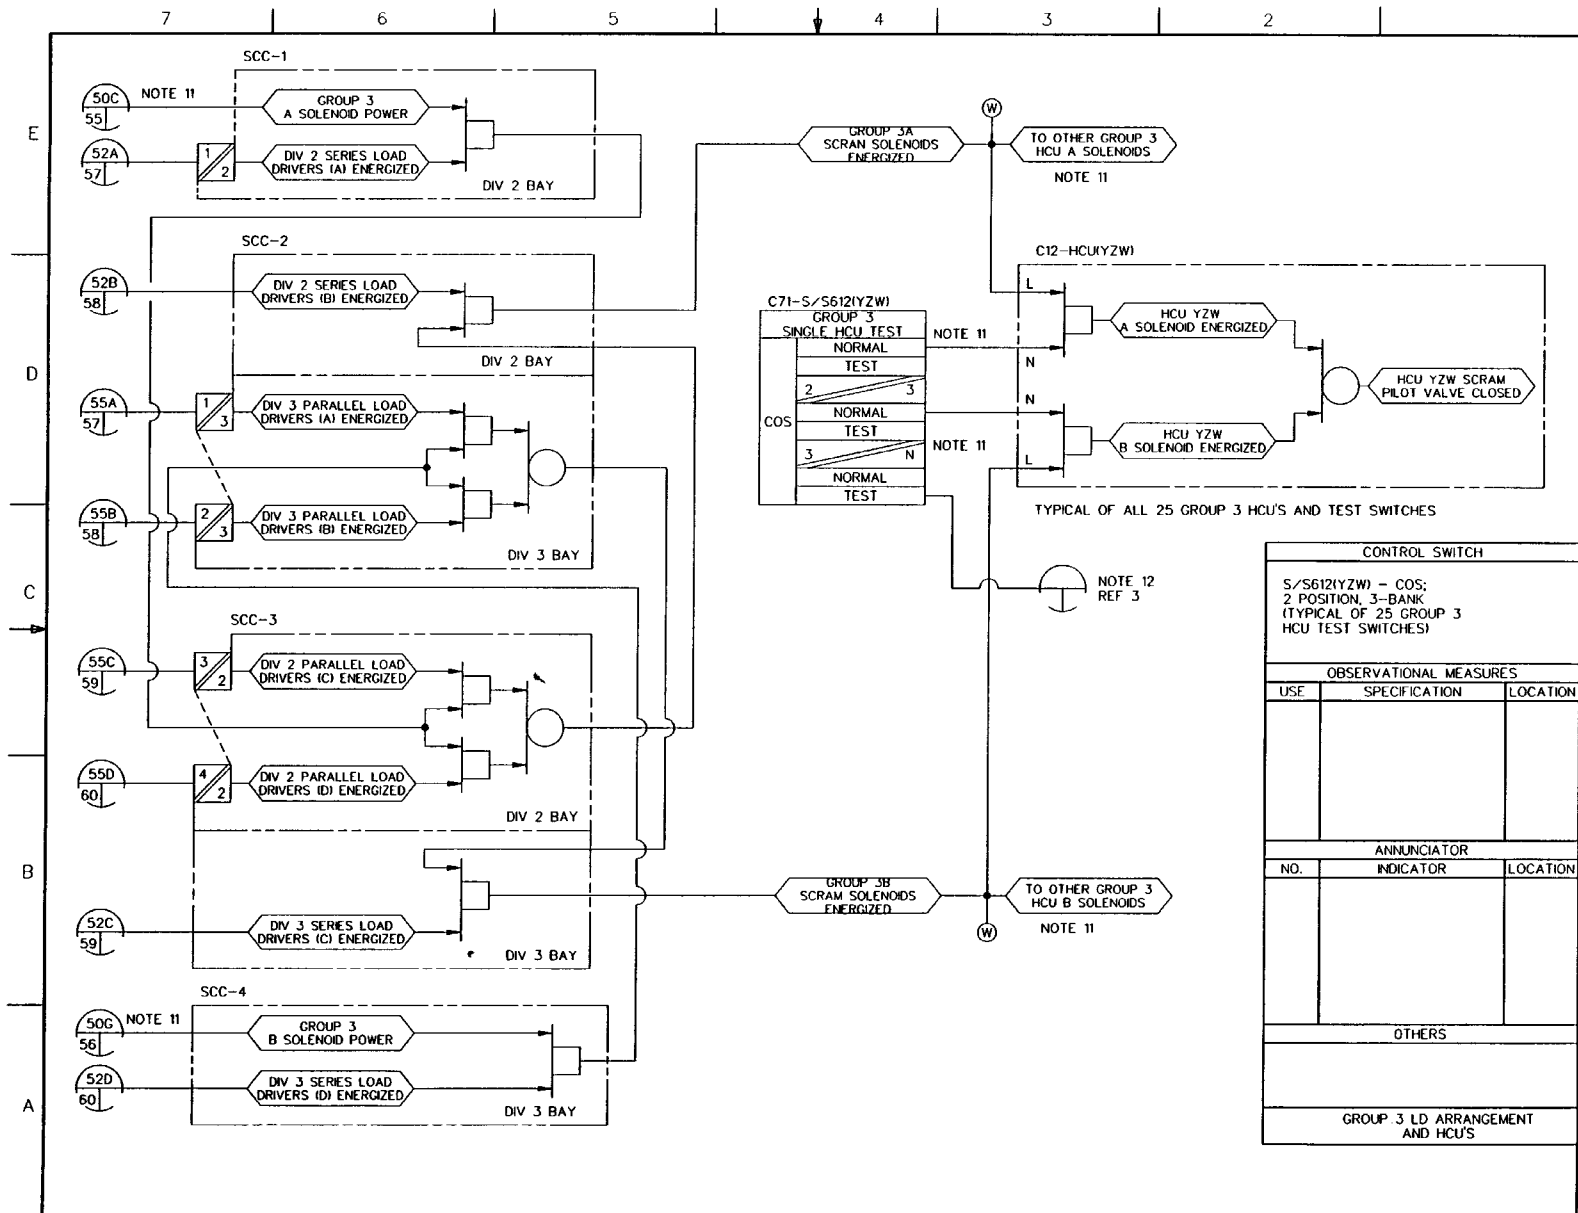 7 6 5 4 3 2
E
D
C
B
A
SCC-1
50C
55
NOTE 11
GROUP 3
A SOLENOID POWER
52A
57
1
2
DIV 2 SERIES LOAD
DRIVERS (A) ENERGIZED
DIV 2 BAY
SCC-2
52B
58
DIV 2 SERIES LOAD
DRIVERS (B) ENERGIZED
DIV 2 BAY
55A
57
1
3
DIV 3 PARALLEL LOAD
DRIVERS (A) ENERGIZED
55B
58
2
3
DIV 3 PARALLEL LOAD
DRIVERS (B) ENERGIZED
DIV 3 BAY
SCC-3
55C
59
3
2
DIV 2 PARALLEL LOAD
DRIVERS (C) ENERGIZED
55D
60
4
2
DIV 2 PARALLEL LOAD
DRIVERS (D) ENERGIZED
DIV 2 BAY
52C
59
DIV 3 SERIES LOAD
DRIVERS (C) ENERGIZED
DIV 3 BAY
SCC-4
50G
56
NOTE 11
GROUP 3
B SOLENOID POWER
52D
60
DIV 3 SERIES LOAD
DRIVERS (D) ENERGIZED
DIV 3 BAY
W
GROUP 3A
SCRAN SOLENOIDS
ENERGIZED
TO OTHER GROUP 3
HCU A SOLENOIDS
NOTE 11
C71-S/S612(YZW)
GROUP 3
SINGLE HCU TEST
COS
NORMAL
TEST
2 3
NORMAL
TEST
3 N
NORMAL
TEST
NOTE 11
NOTE 11
C12-HCU(YZW)
L
N
N
L
HCU YZW
A SOLENOID ENERGIZED
HCU YZW
B SOLENOID ENERGIZED
HCU YZW SCRAM
PILOT VALVE CLOSED
TYPICAL OF ALL 25 GROUP 3 HCU'S AND TEST SWITCHES
NOTE 12
REF 3
GROUP 3B
SCRAM SOLENOIDS
ENERGIZED
TO OTHER GROUP 3
HCU B SOLENOIDS
W
NOTE 11
CONTROL SWITCH
S/S612(YZW) - COS;
2 POSITION, 3-BANK
(TYPICAL OF 25 GROUP 3
HCU TEST SWITCHES)
OBSERVATIONAL MEASURES
USE SPECIFICATION LOCATION
ANNUNCIATOR
NO. INDICATOR LOCATION
OTHERS
GROUP 3 LD ARRANGEMENT
AND HCU'S